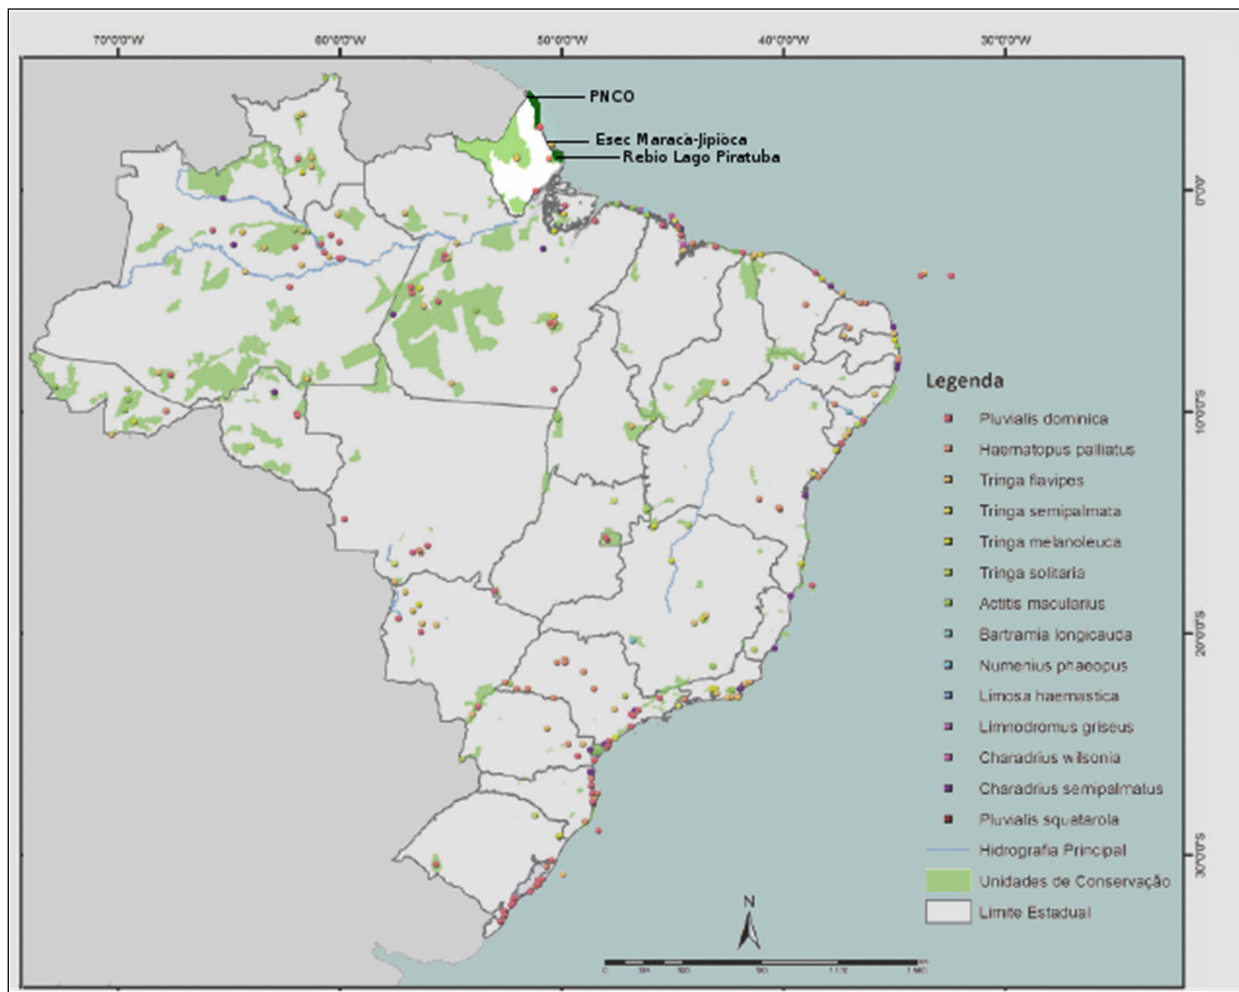 70°0'0"W 60°0'0"W 50°0'0"W 40°0'0"W 30°0'0"W
PNCO
Esec Maracá-Jipioca
Rebio Lago Piratuba
0°0'0"
10°0'0"S
20°0'0"S
30°0'0"S
Legenda
Pluvialis dominica
Haematopus palliatus
Tringa flavipes
Tringa semipalmata
Tringa melanoleuca
Tringa solitaria
Actitis macularius
Bartramia longicauda
Numenius phaeopus
Limosa haemastica
Limnodromus griseus
Charadrius wilsonia
Charadrius semipalmatus
Pluvialis squatarola
Hidrografia Principal
Unidades de Conservação
Limite Estadual
N
0